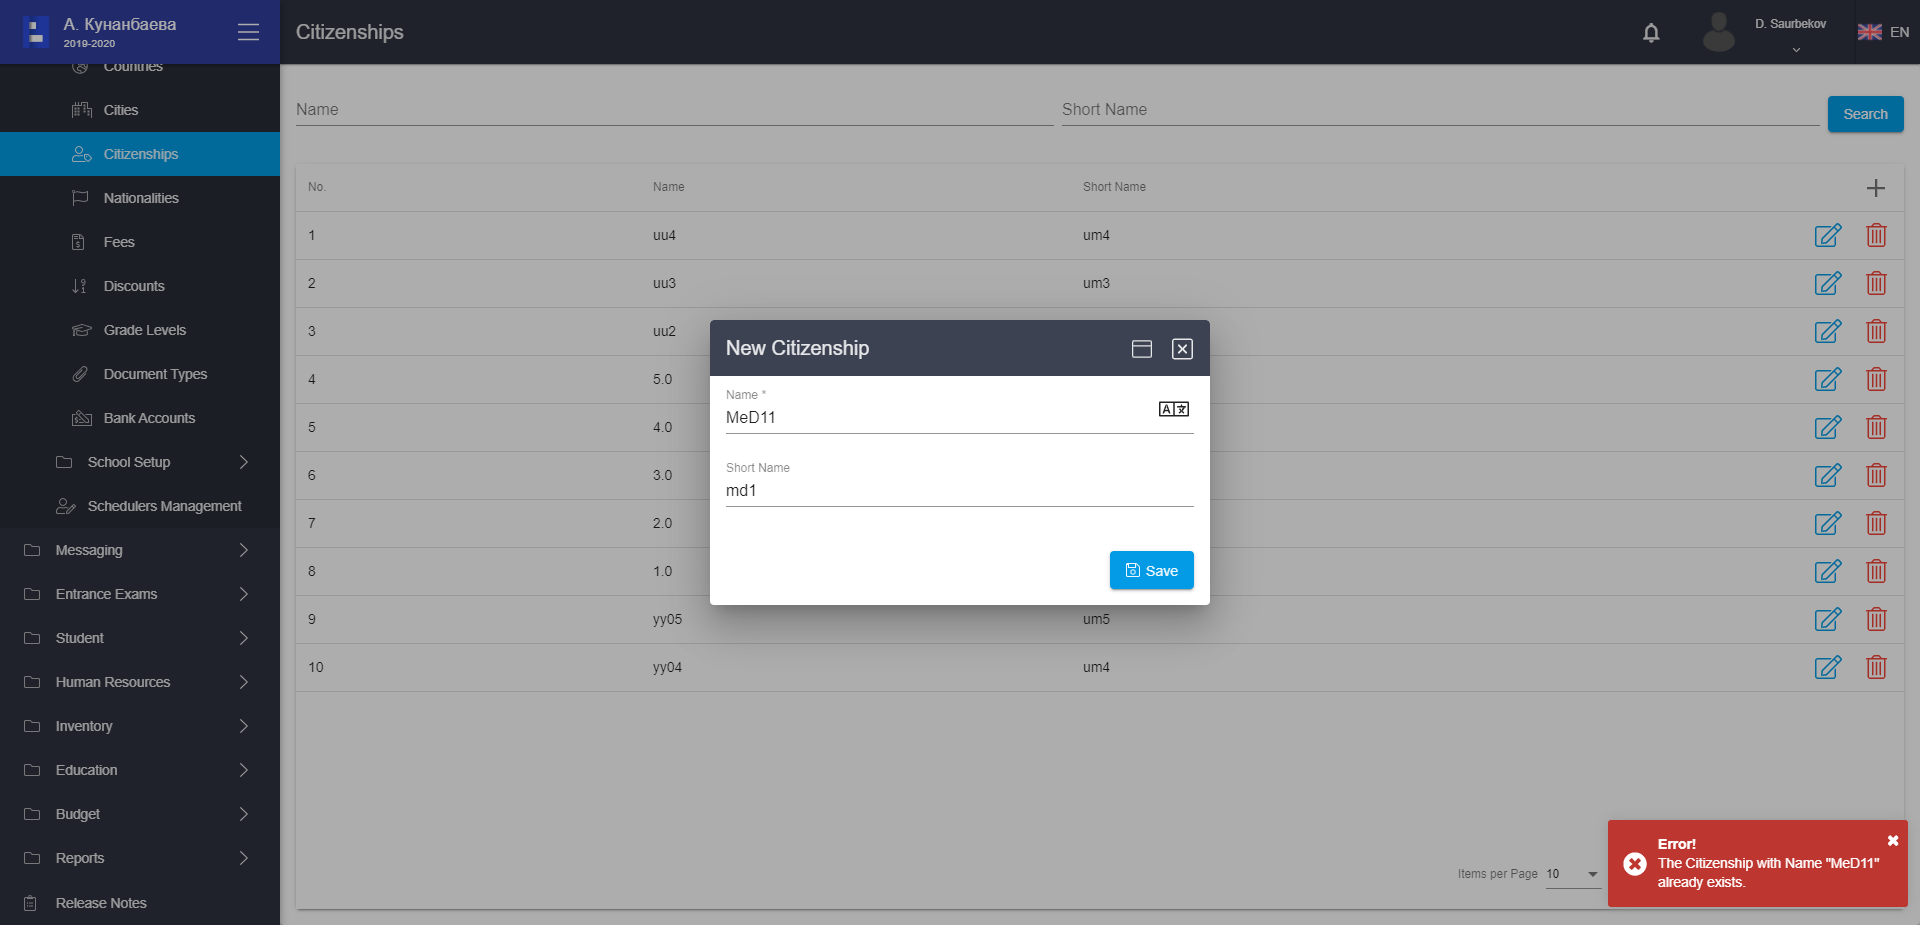 А. Кунанбаева
2019-2020
Citizenships
D. Saurbekov
EN
Countries
Cities
Citizenships
Nationalities
Fees
Discounts
Grade Levels
Document Types
Bank Accounts
School Setup
Schedulers Management
Messaging
Entrance Exams
Student
Human Resources
Inventory
Education
Budget
Reports
Release Notes
Name Short Name Search
No. Name Short Name
1 uu4 um4
2 uu3 um3
3 uu2
4 5.0
5 4.0
6 3.0
7 2.0
8 1.0
9 yy05 um5
10 yy04 um4
New Citizenship
Name *
MeD11
Short Name
md1
Save
Items per Page 10
Error!
The Citizenship with Name "MeD11"
already exists.